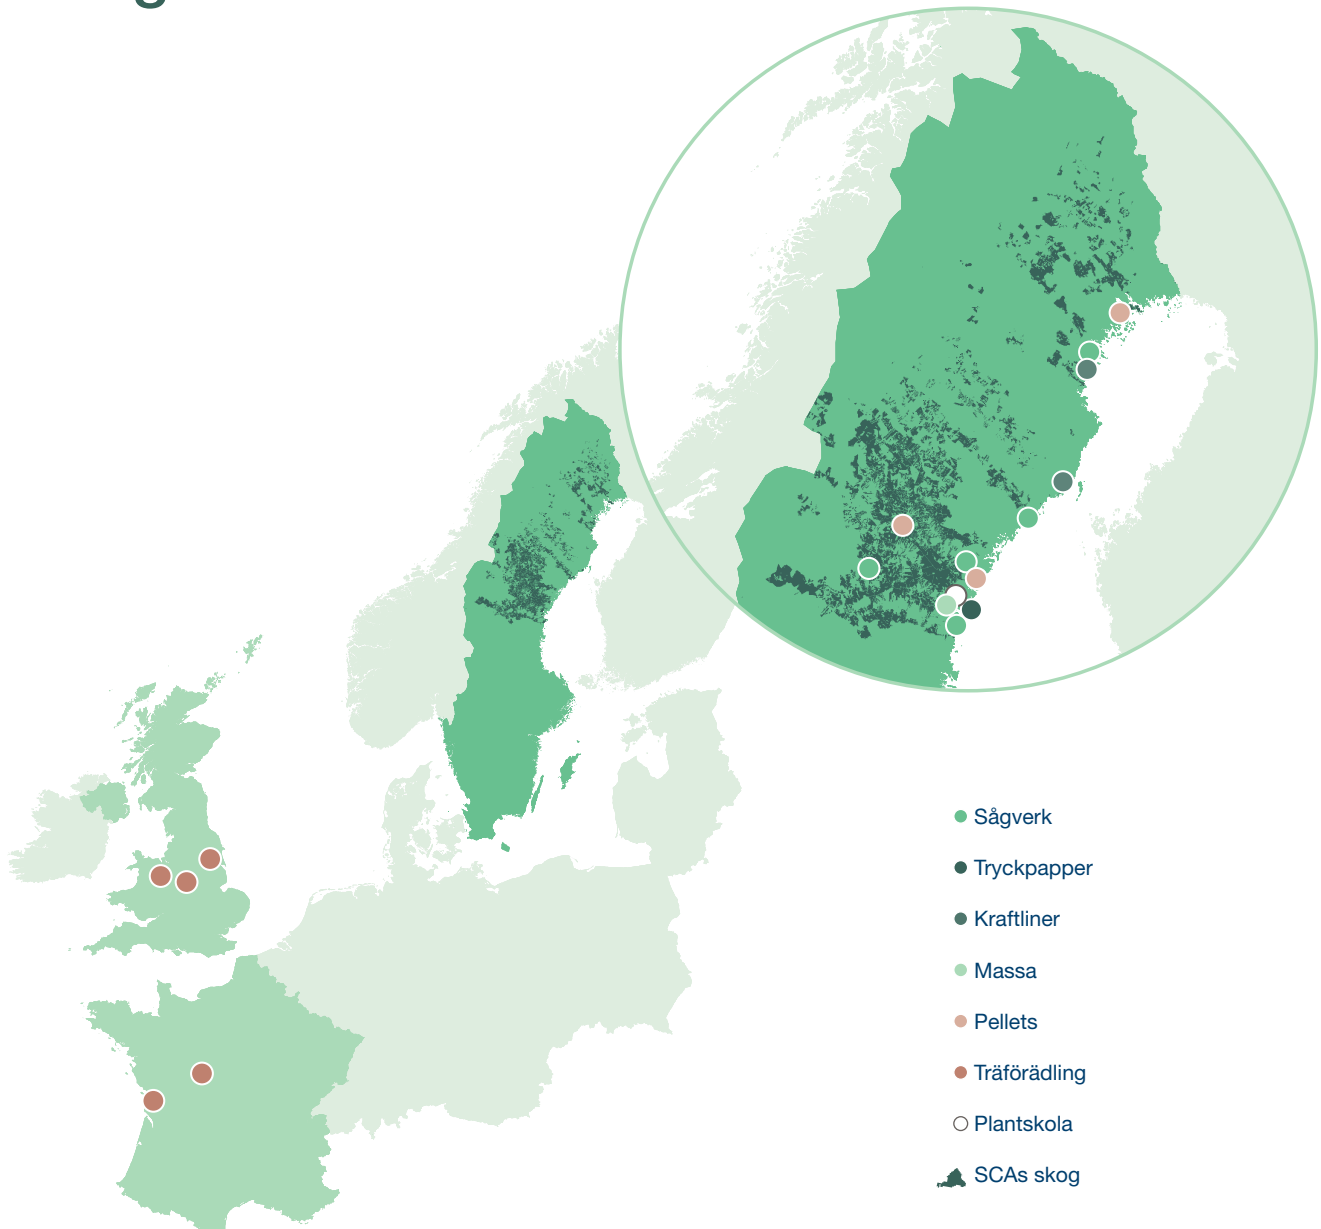 Sågverk
Tryckpapper
Kraftliner
Massa
Pellets
Träförädling
Plantskola
SCAs skog